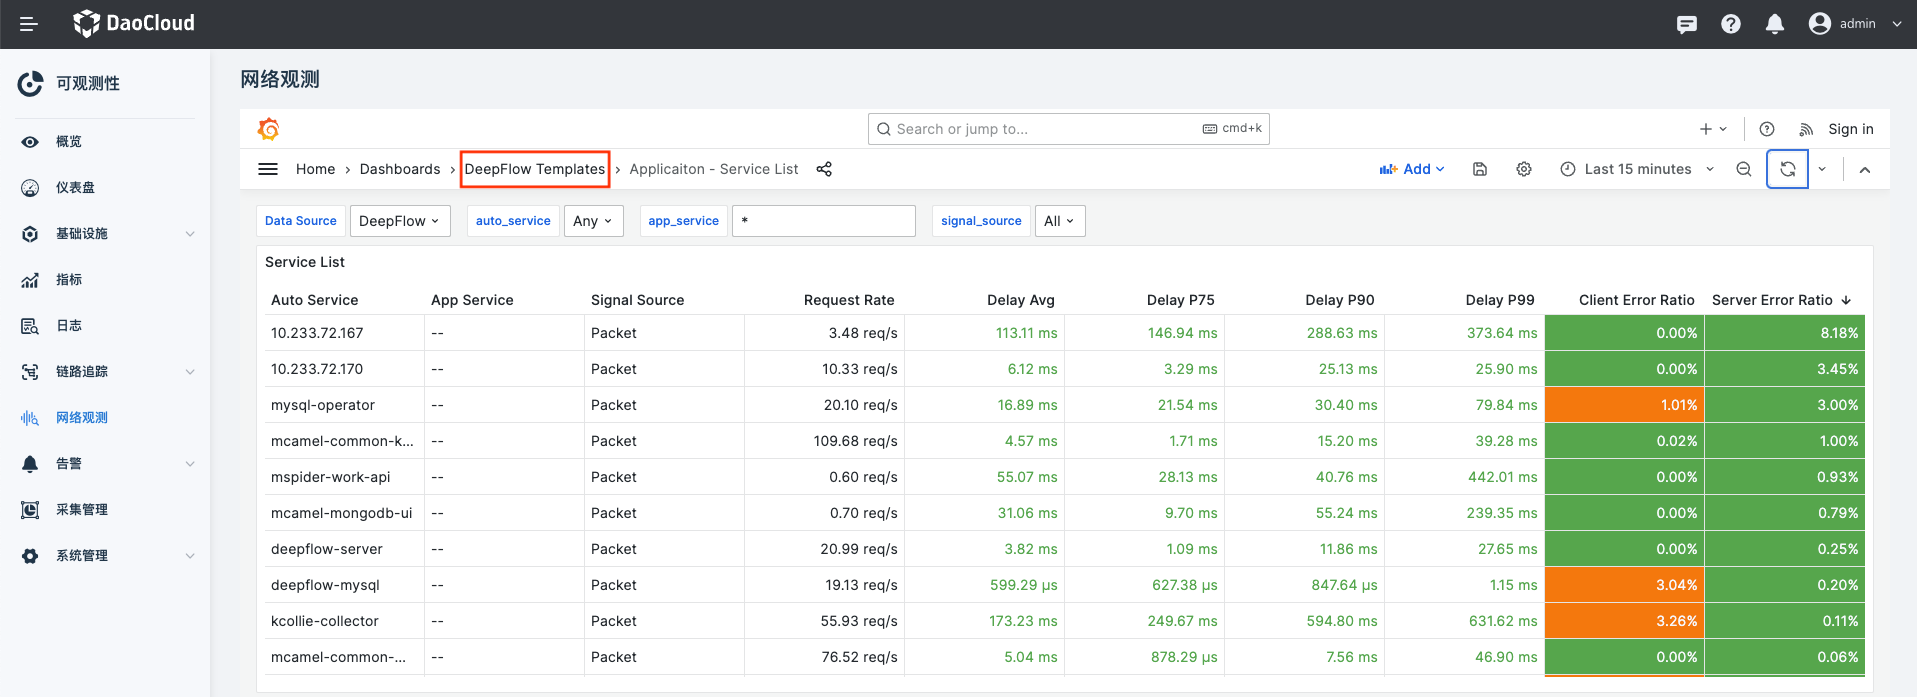 DaoCloud
admin
可观测性
概览
仪表盘
基础设施
指标
日志
链路追踪
网络观测
告警
采集管理
系统管理
网络观测
Search or jump to... cmd+k
Sign in
Home › Dashboards › DeepFlow Templates › Applicaiton - Service List
Add Last 15 minutes
Data Source DeepFlow auto_service Any app_service * signal_source All
Service List
Auto Service App Service Signal Source Request Rate Delay Avg Delay P75 Delay P90 Delay P99 Client Error Ratio Server Error Ratio ↓
10.233.72.167 -- Packet 3.48 req/s 113.11 ms 146.94 ms 288.63 ms 373.64 ms 0.00% 8.18%
10.233.72.170 -- Packet 10.33 req/s 6.12 ms 3.29 ms 25.13 ms 25.90 ms 0.00% 3.45%
mysql-operator -- Packet 20.10 req/s 16.89 ms 21.54 ms 30.40 ms 79.84 ms 1.01% 3.00%
mcamel-common-k... -- Packet 109.68 req/s 4.57 ms 1.71 ms 15.20 ms 39.28 ms 0.02% 1.00%
mspider-work-api -- Packet 0.60 req/s 55.07 ms 28.13 ms 40.76 ms 442.01 ms 0.00% 0.93%
mcamel-mongodb-ui -- Packet 0.70 req/s 31.06 ms 9.70 ms 55.24 ms 239.35 ms 0.00% 0.79%
deepflow-server -- Packet 20.99 req/s 3.82 ms 1.09 ms 11.86 ms 27.65 ms 0.00% 0.25%
deepflow-mysql -- Packet 19.13 req/s 599.29 µs 627.38 µs 847.64 µs 1.15 ms 3.04% 0.20%
kcollie-collector -- Packet 55.93 req/s 173.23 ms 249.67 ms 594.80 ms 631.62 ms 3.26% 0.11%
mcamel-common-... -- Packet 76.52 req/s 5.04 ms 878.29 µs 7.56 ms 46.90 ms 0.00% 0.06%